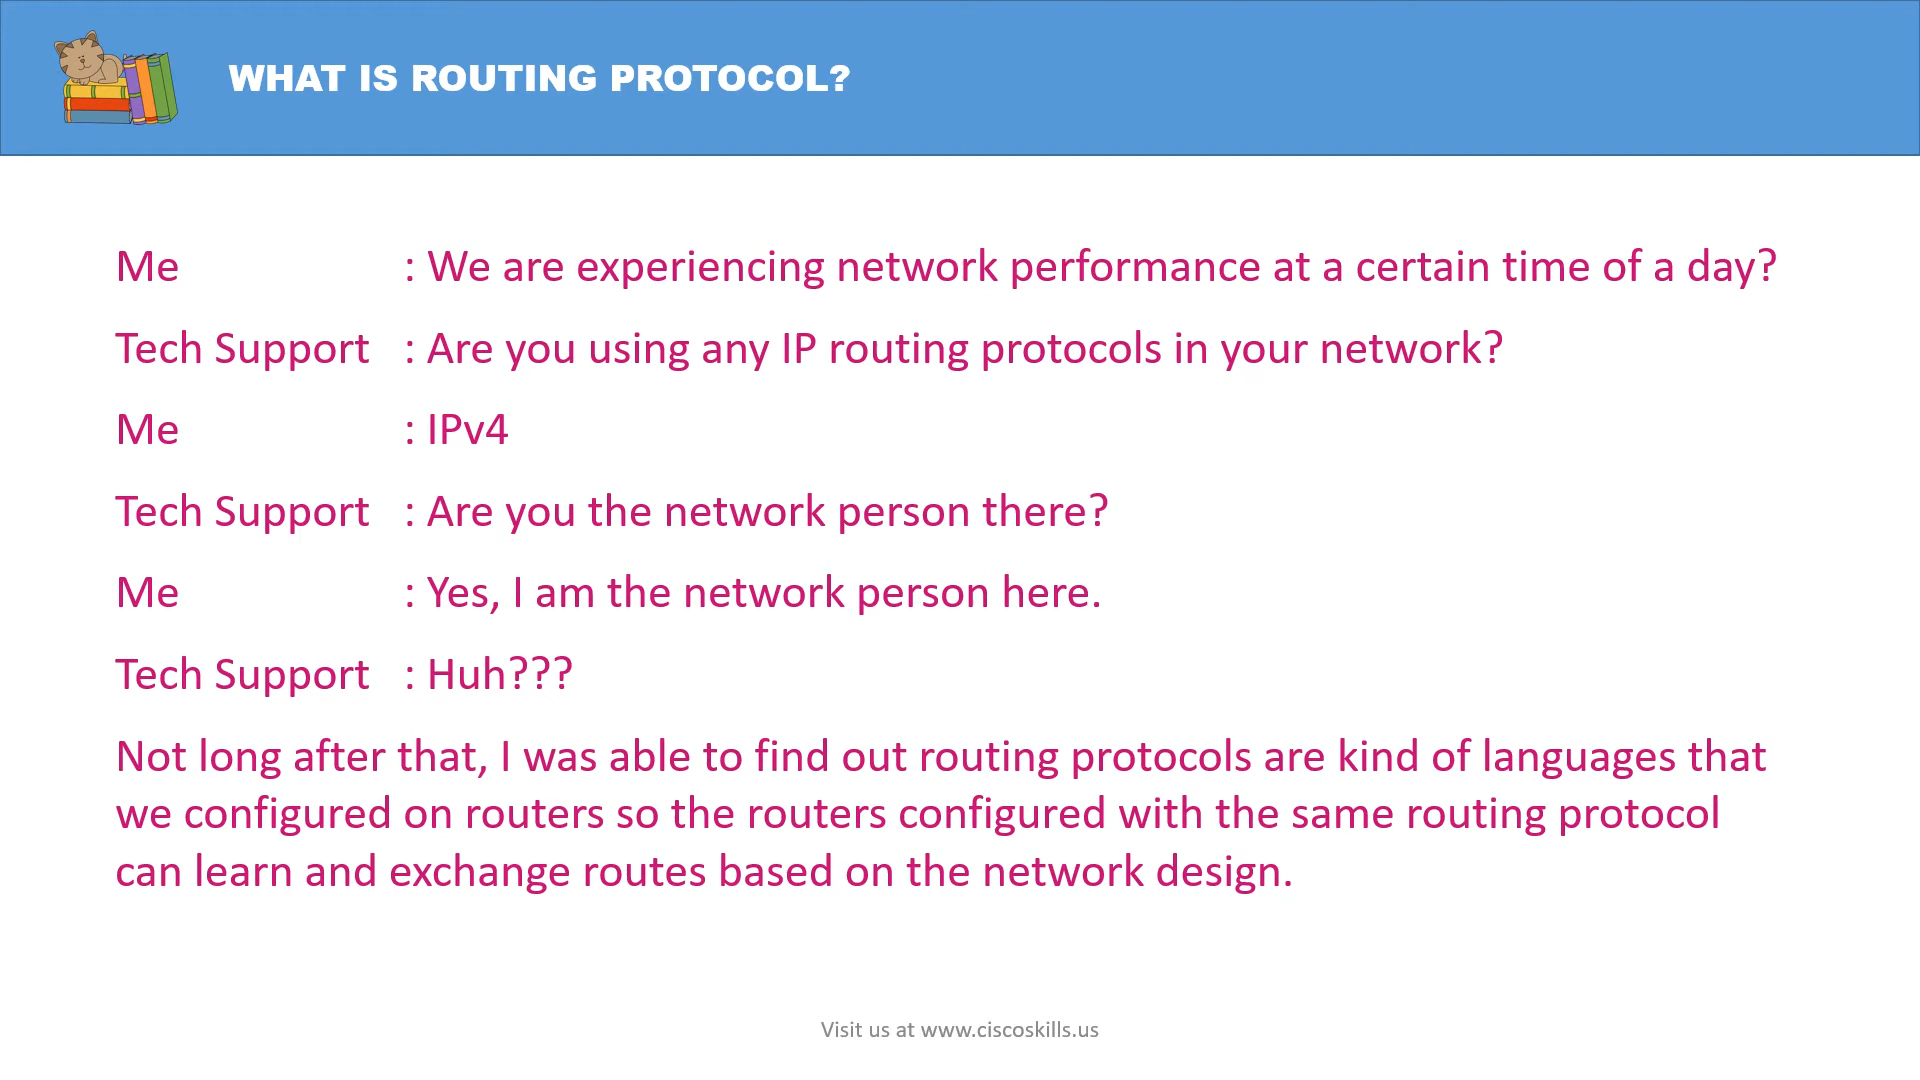 WHAT IS ROUTING PROTOCOL?
Me : We are experiencing network performance at a certain time of a day?
Tech Support : Are you using any IP routing protocols in your network?
Me : IPv4
Tech Support : Are you the network person there?
Me : Yes, I am the network person here.
Tech Support : Huh???
Not long after that, I was able to find out routing protocols are kind of languages that
we configured on routers so the routers configured with the same routing protocol
can learn and exchange routes based on the network design.
Visit us at www.ciscoskills.us